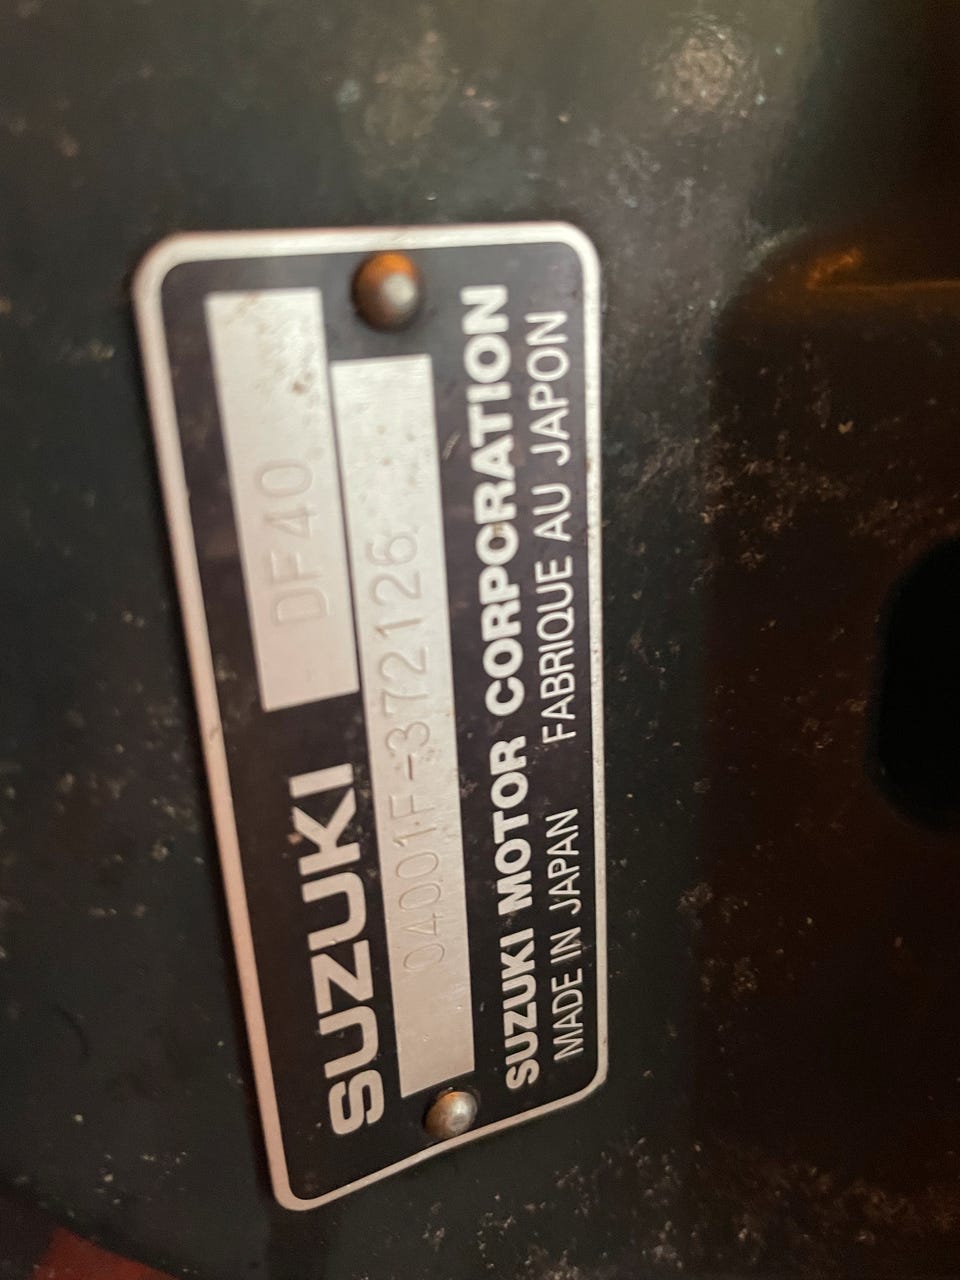 SUZUKI DF40
04001F-372126
SUZUKI MOTOR CORPORATION
MADE IN JAPAN FABRIQUE AU JAPON